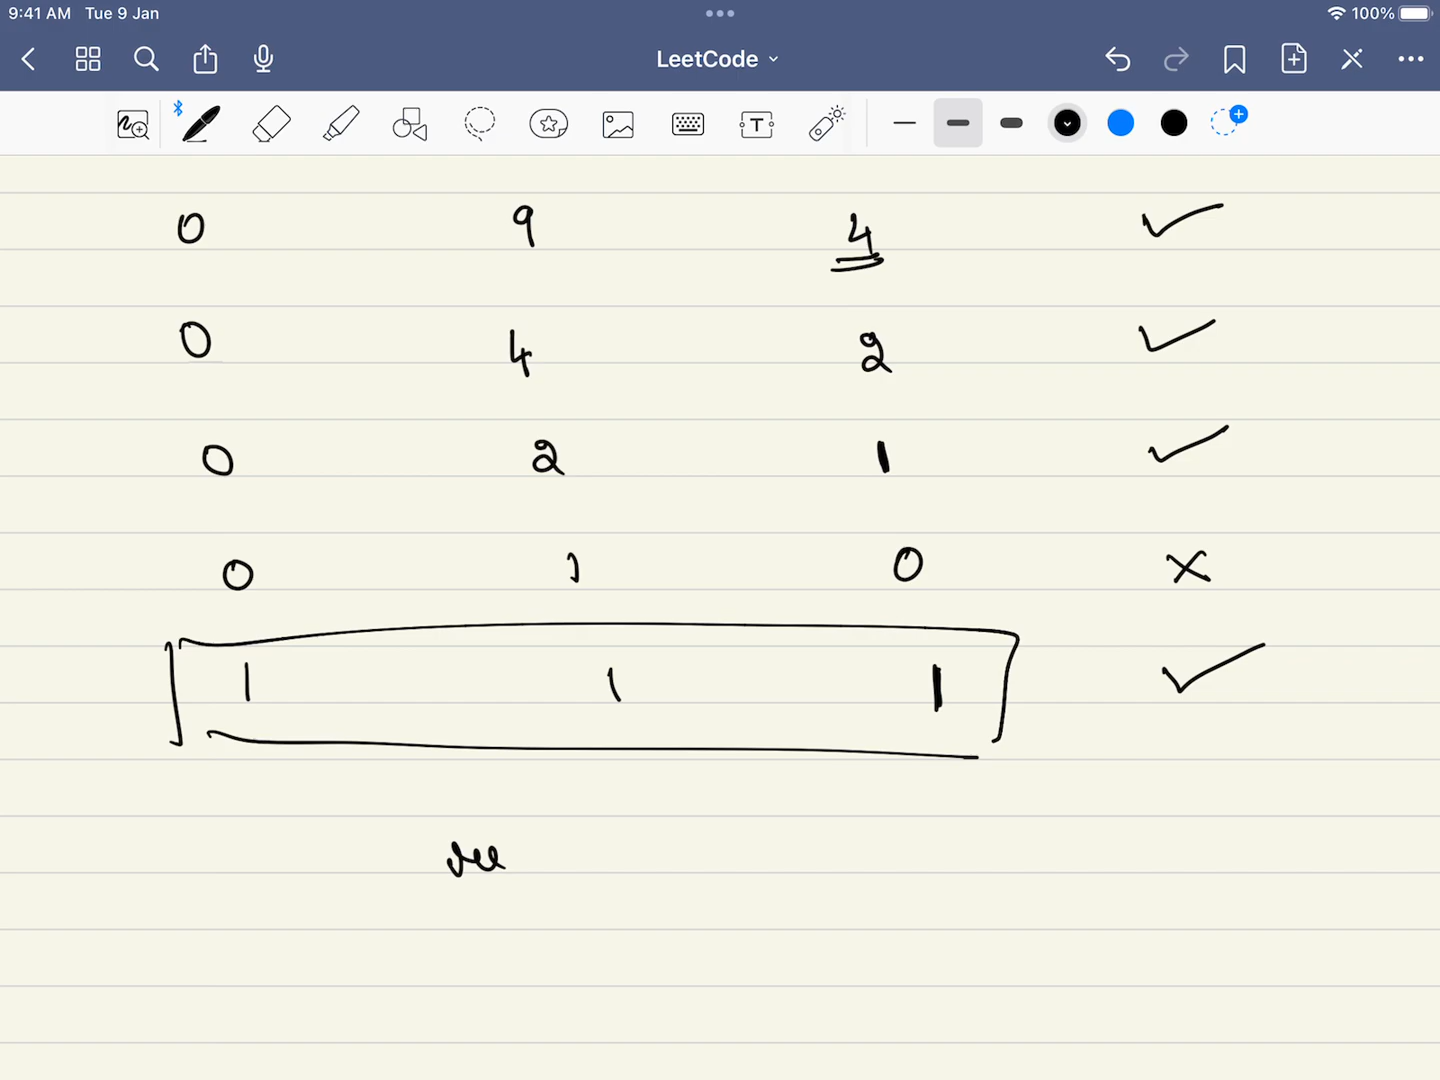 9:41 AM Tue 9 Jan 100%
LeetCode
T
0 9 4 ✓
0 4 2 ✓
0 2 1 ✓
0 1 0 ×
1 1 1 ✓